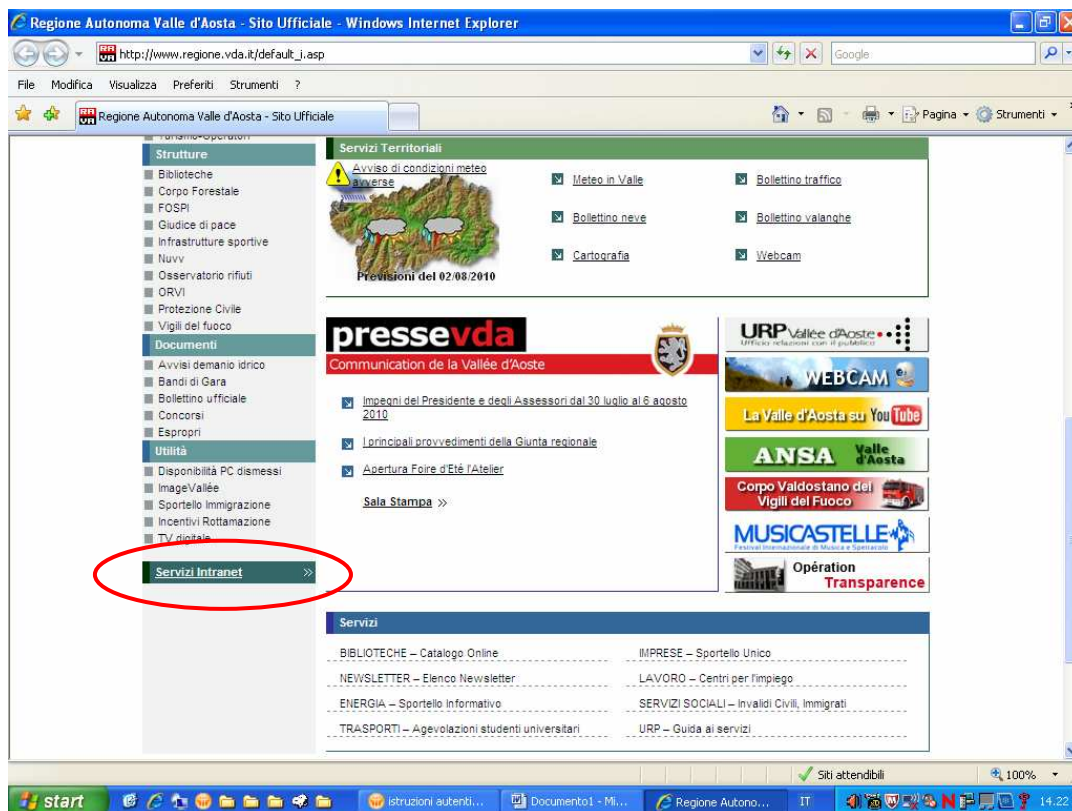 Regione Autonoma Valle d'Aosta - Sito Ufficiale - Windows Internet Explorer
http://www.regione.vda.it/default_i.asp
Google
File Modifica Visualizza Preferiti Strumenti ?
Regione Autonoma Valle d'Aosta - Sito Ufficiale
Pagina
Strumenti
Turismo-Operatori
Strutture
Biblioteche
Corpo Forestale
FOSPI
Giudice di pace
Infrastrutture sportive
Nuvv
Osservatorio rifiuti
ORVI
Protezione Civile
Vigili del fuoco
Documenti
Avvisi demanio idrico
Bandi di Gara
Bollettino ufficiale
Concorsi
Espropri
Utilità
Disponibilità PC dismessi
ImageVallée
Sportello Immigrazione
Incentivi Rottamazione
TV digitale
Servizi Intranet »
Servizi Territoriali
Avviso di condizioni meteo
avverse
Previsioni del 02/08/2010
Meteo in Valle
Bollettino traffico
Bollettino neve
Bollettino valanghe
Cartografia
Webcam
pressevda
Communication de la Vallée d'Aoste
Impegni del Presidente e degli Assessori dal 30 luglio al 6 agosto
2010
I principali provvedimenti della Giunta regionale
Apertura Foire d'Eté l'Atelier
Sala Stampa »
URP Vallée d'Aoste
Ufficio relazioni con il pubblico
WEBCAM
La Valle d'Aosta su YouTube
ANSA Valle
d'Aosta
Corpo Valdostano dei
Vigili del Fuoco
MUSICASTELLE
Festival Internazionale di Musica e Spettacolo
Opération
Transparence
Servizi
BIBLIOTECHE – Catalogo Online
IMPRESE – Sportello Unico
NEWSLETTER – Elenco Newsletter
LAVORO – Centri per l'impiego
ENERGIA – Sportello Informativo
SERVIZI SOCIALI – Invalidi Civili, Immigrati
TRASPORTI – Agevolazioni studenti universitari
URP – Guida ai servizi
Siti attendibili
100%
start
istruzioni autenti...
Documento1 - Mi...
Regione Autono...
IT
14.22